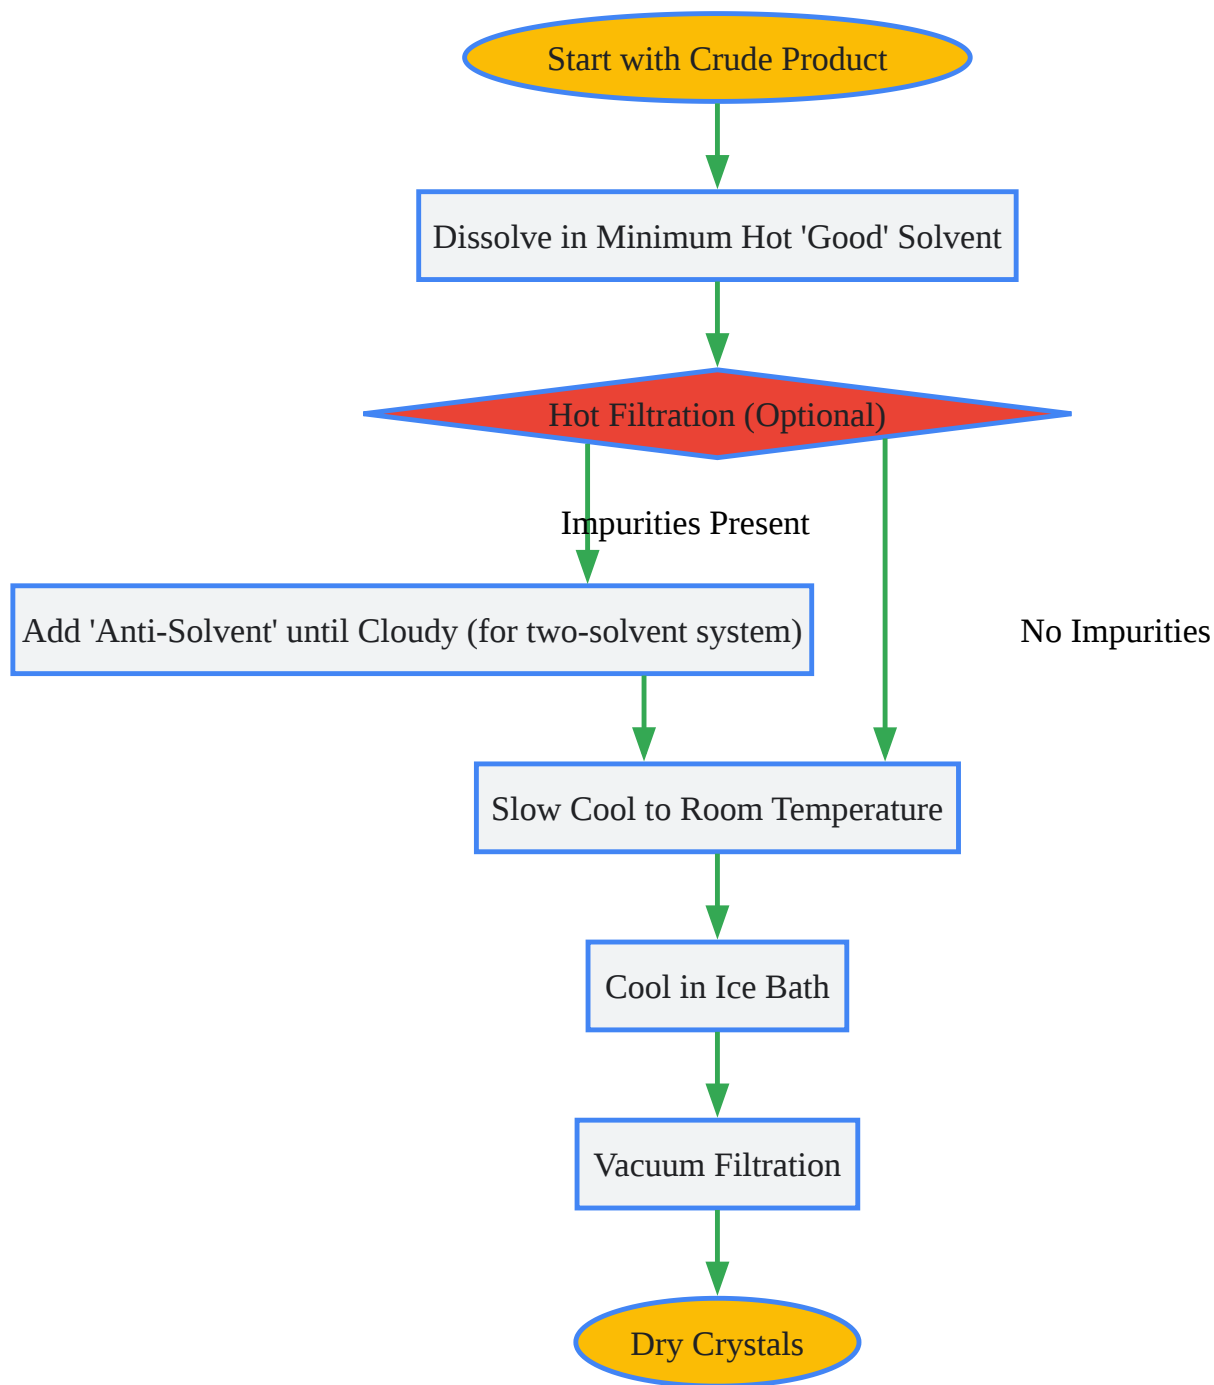 Start with Crude Product
Dissolve in Minimum Hot 'Good' Solvent
Hot Filtration (Optional)
Impurities Present
Add 'Anti-Solvent' until Cloudy (for two-solvent system)
No Impurities
Slow Cool to Room Temperature
Cool in Ice Bath
Vacuum Filtration
Dry Crystals